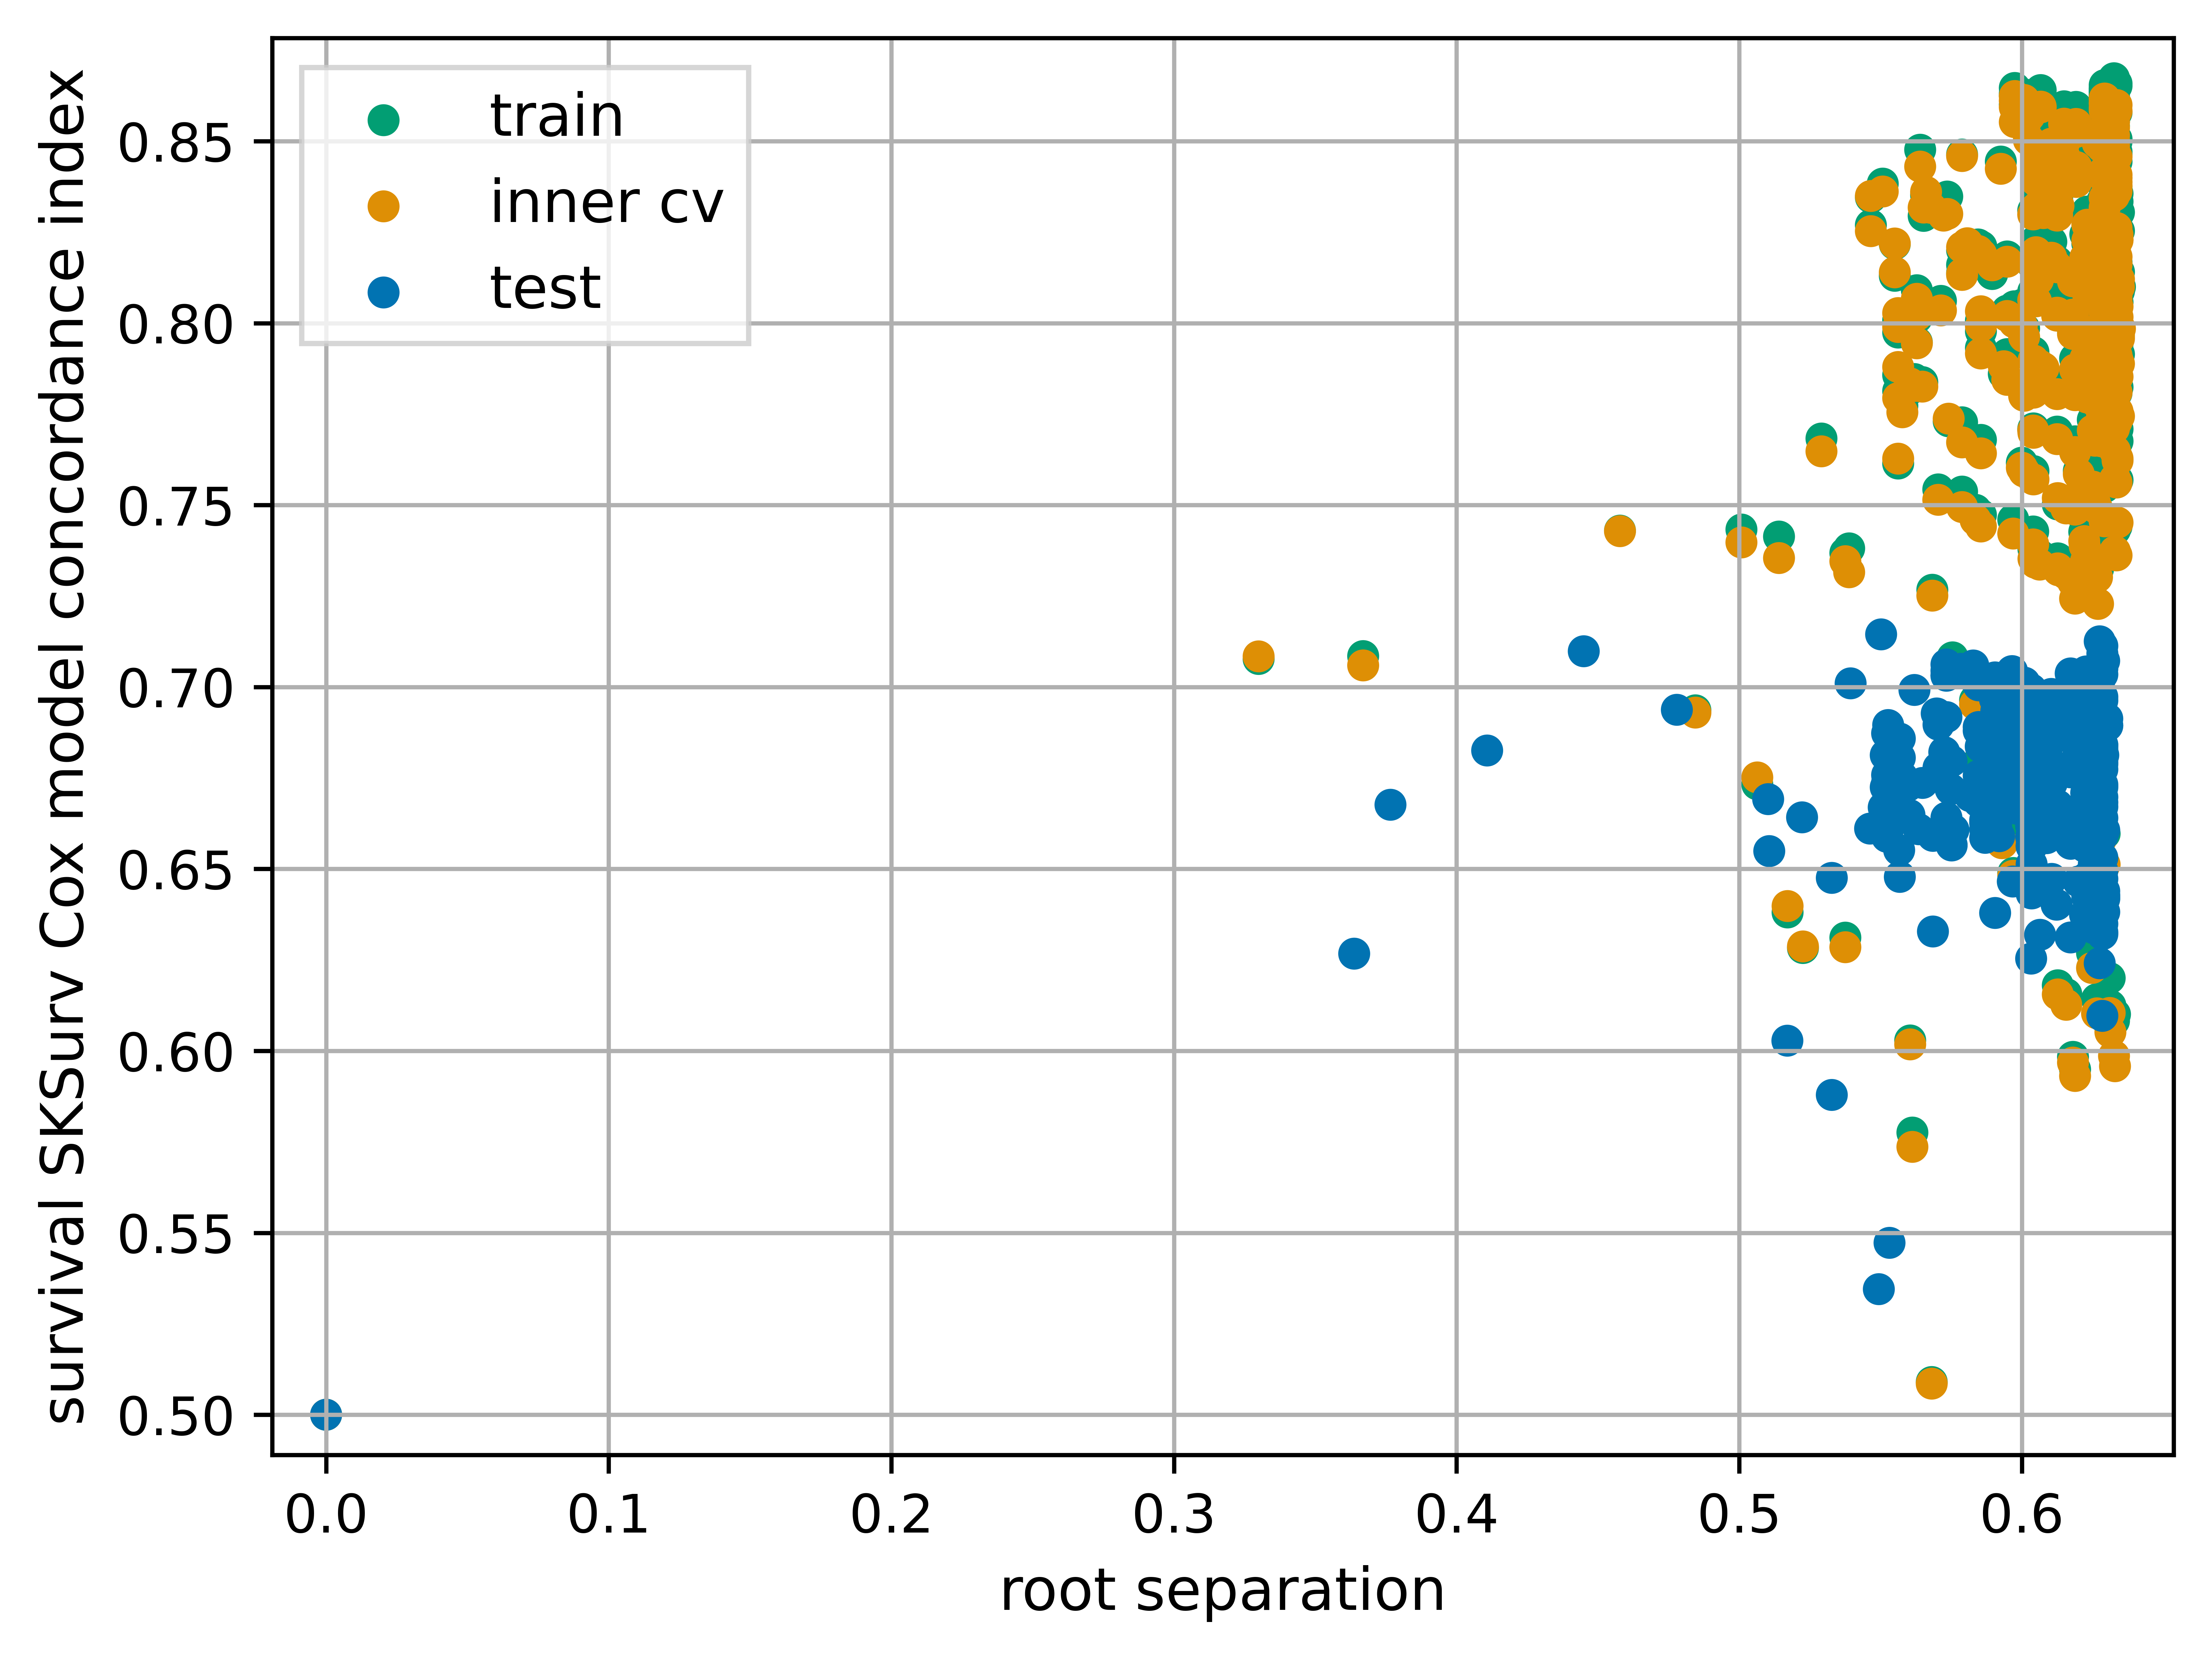 survival SKSurv Cox model concordance index
train
inner cv
test
0.85
0.80
0.75
0.70
0.65
0.60
0.55
0.50
0.0 0.1 0.2 0.3 0.4 0.5 0.6
root separation